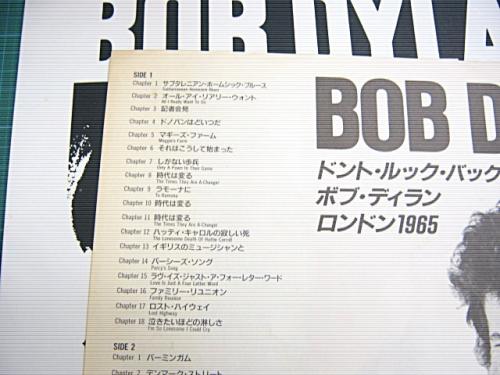 BOB DYLA
SIDE 1
Chapter 1 サブタレニアン・ホームシック・ブルース
Subterranean Homesick Blues
Chapter 2 オール・アイ・リアリー・ウォント
All I Really Want To Do
Chapter 3 記者会見
Chapter 4 ドノバンはどいつだ
Chapter 5 マギーズ・ファーム
Maggie's Farm
Chapter 6 それはこうして始まった
Chapter 7 しがない歩兵
Only A Pawn In Their Game
Chapter 8 時代は変る
The Times They Are A-Changin'
Chapter 9 ラモーナに
To Ramona
Chapter 10 時代は変る
Chapter 11 時代は変る
The Times They Are A-Changin'
Chapter 12 ハッティ・キャロルの寂しい死
The Lonesome Death Of Hattie Carroll
Chapter 13 イギリスのミュージシャンと
Chapter 14 パーシーズ・ソング
Percy's Song
Chapter 15 ラヴ・イズ・ジャスト・ア・フォー・レター・ワード
Love Is Just A Four Letter Word
Chapter 16 ファミリー・リユニオン
Family Reunion
Chapter 17 ロスト・ハイウェイ
Lost Highway
Chapter 18 泣きたいほどの淋しさ
I'm So Lonesome I Could Cry
SIDE 2
Chapter 1 バーミンガム
Chapter 2 デンマーク・ストリート
BOB D
ドント・ルック・バック
ボブ・ディラン
ロンドン1965